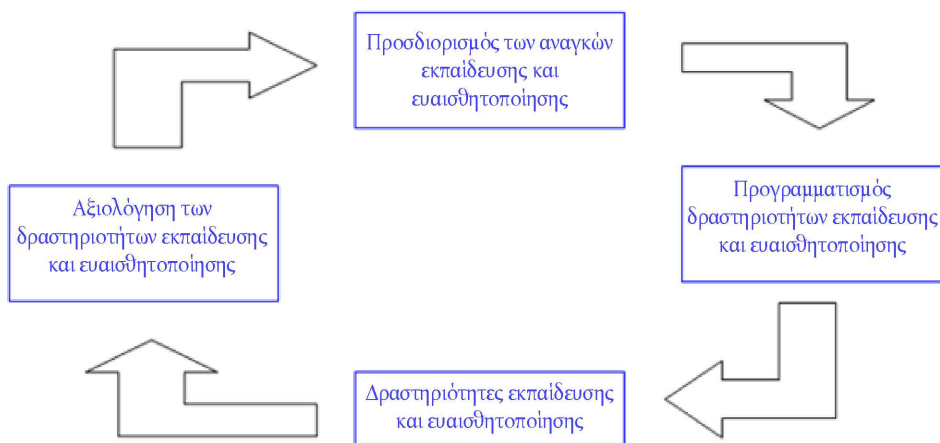 Προσδιορισμός των αναγκών
εκπαίδευσης και
ευαισθητοποίησης
Προγραμματισμός
δραστηριοτήτων εκπαίδευσης
και ευαισθητοποίησης
Δραστηριότητες εκπαίδευσης
και ευαισθητοποίησης
Αξιολόγηση των
δραστηριοτήτων εκπαίδευσης
και ευαισθητοποίησης